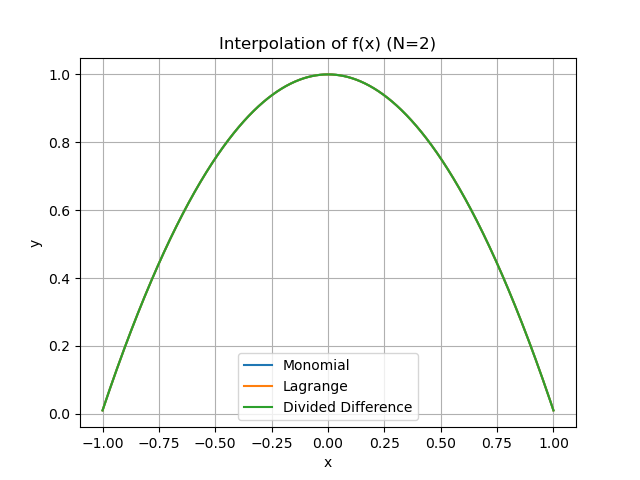 Interpolation of f(x) (N=2)
1.0
0.8
0.6
0.4
0.2
0.0
y
Monomial
Lagrange
Divided Difference
−1.00 −0.75 −0.50 −0.25 0.00 0.25 0.50 0.75 1.00
x